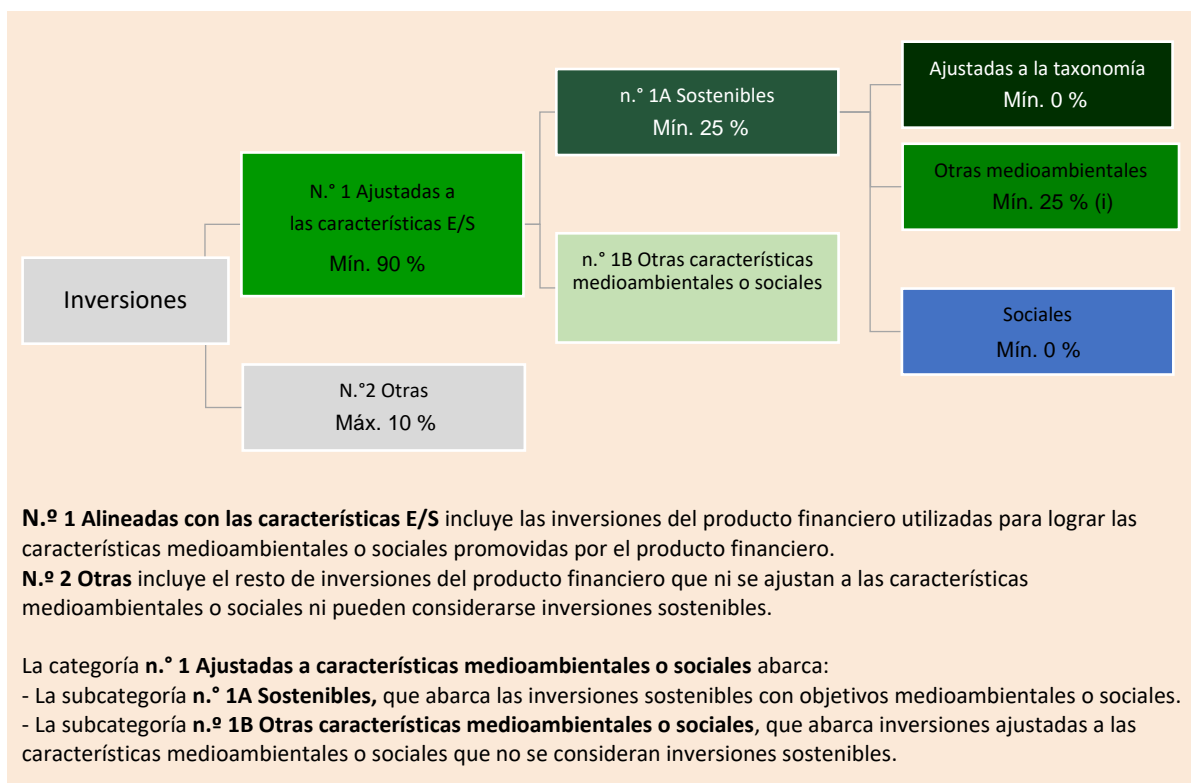 Inversiones
N.° 1 Ajustadas a
las características E/S
Mín. 90 %
N.°2 Otras
Máx. 10 %
n.° 1A Sostenibles
Mín. 25 %
n.° 1B Otras características
medioambientales o sociales
Ajustadas a la taxonomía
Mín. 0 %
Otras medioambientales
Mín. 25 % (i)
Sociales
Mín. 0 %
N.º 1 Alineadas con las características E/S incluye las inversiones del producto financiero utilizadas para lograr las
características medioambientales o sociales promovidas por el producto financiero.
N.º 2 Otras incluye el resto de inversiones del producto financiero que ni se ajustan a las características
medioambientales o sociales ni pueden considerarse inversiones sostenibles.
La categoría n.° 1 Ajustadas a características medioambientales o sociales abarca:
- La subcategoría n.° 1A Sostenibles, que abarca las inversiones sostenibles con objetivos medioambientales o sociales.
- La subcategoría n.º 1B Otras características medioambientales o sociales, que abarca inversiones ajustadas a las
características medioambientales o sociales que no se consideran inversiones sostenibles.